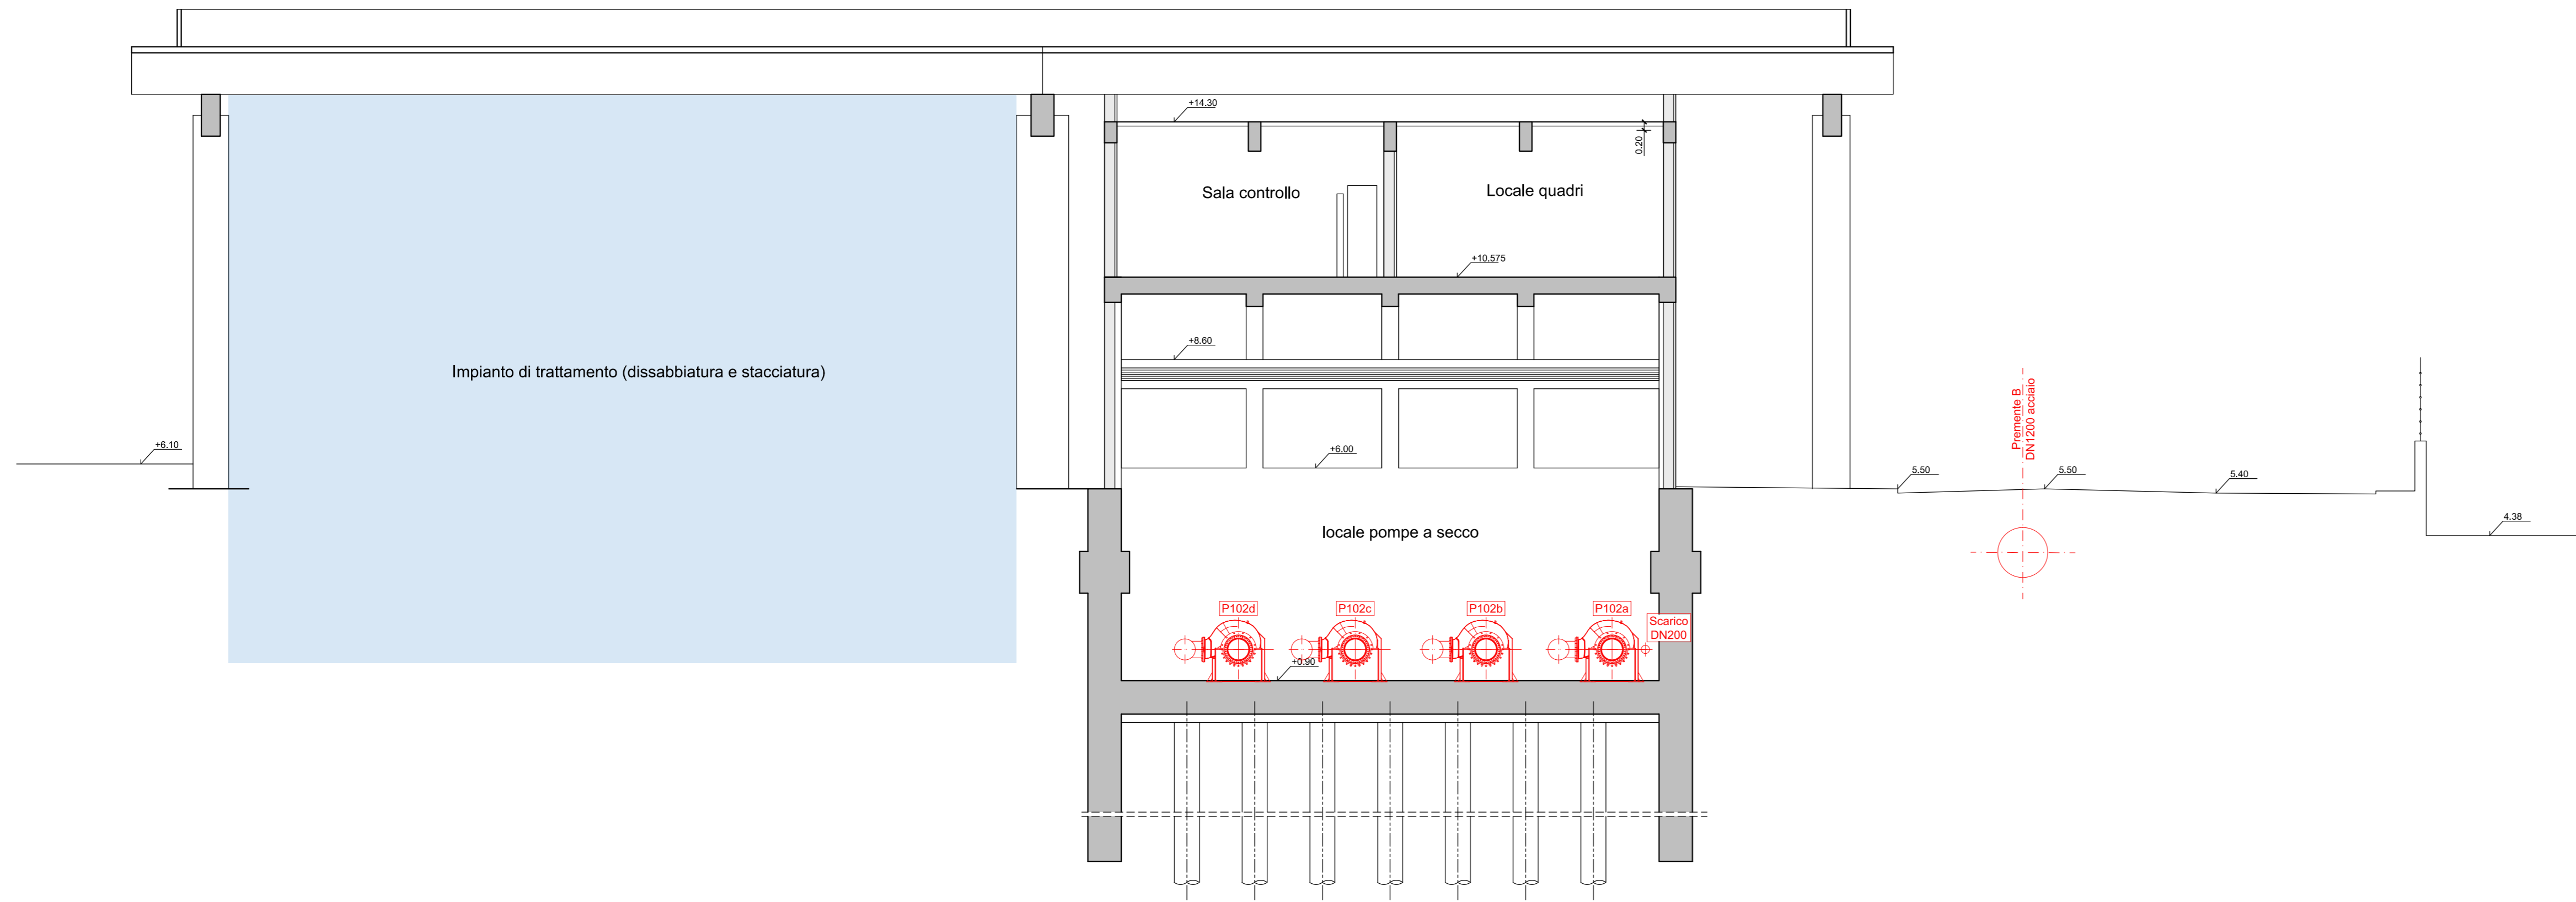 +14.30
0.20
Sala controllo
Locale quadri
+10.575
+8.60
Impianto di trattamento (dissabbiatura e stacciatura)
Premente B
DN1200 acciaio
+6.10
+6.00
5.50
5.50
5.40
4.38
locale pompe a secco
P102d
P102c
P102b
P102a
Scarico
DN200
+0.90